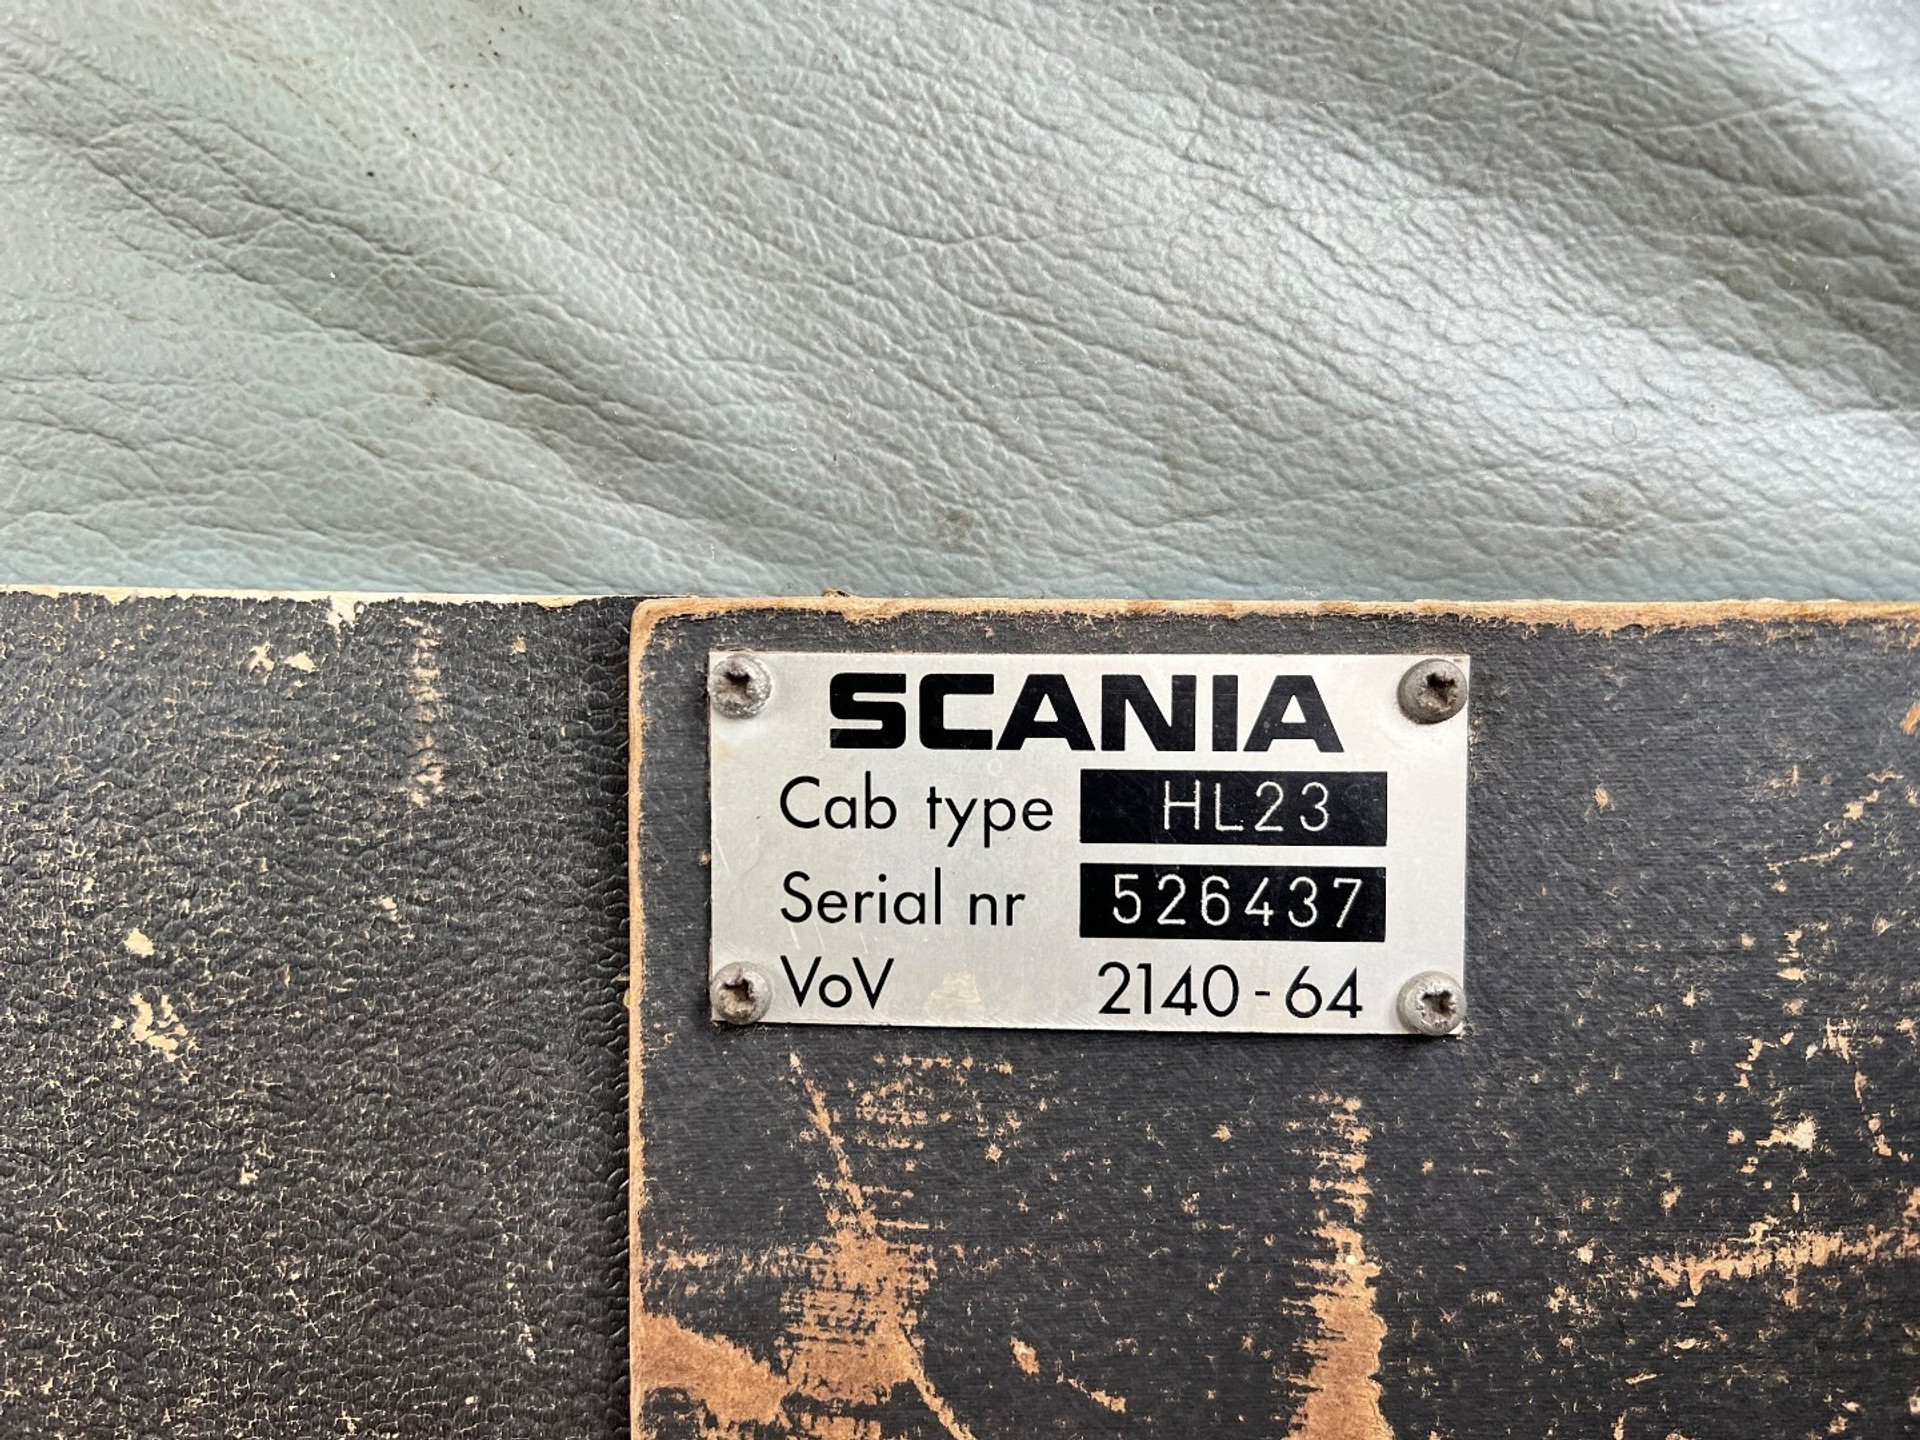 SCANIA
Cab type HL23
Serial nr 526437
VoV 2140-64